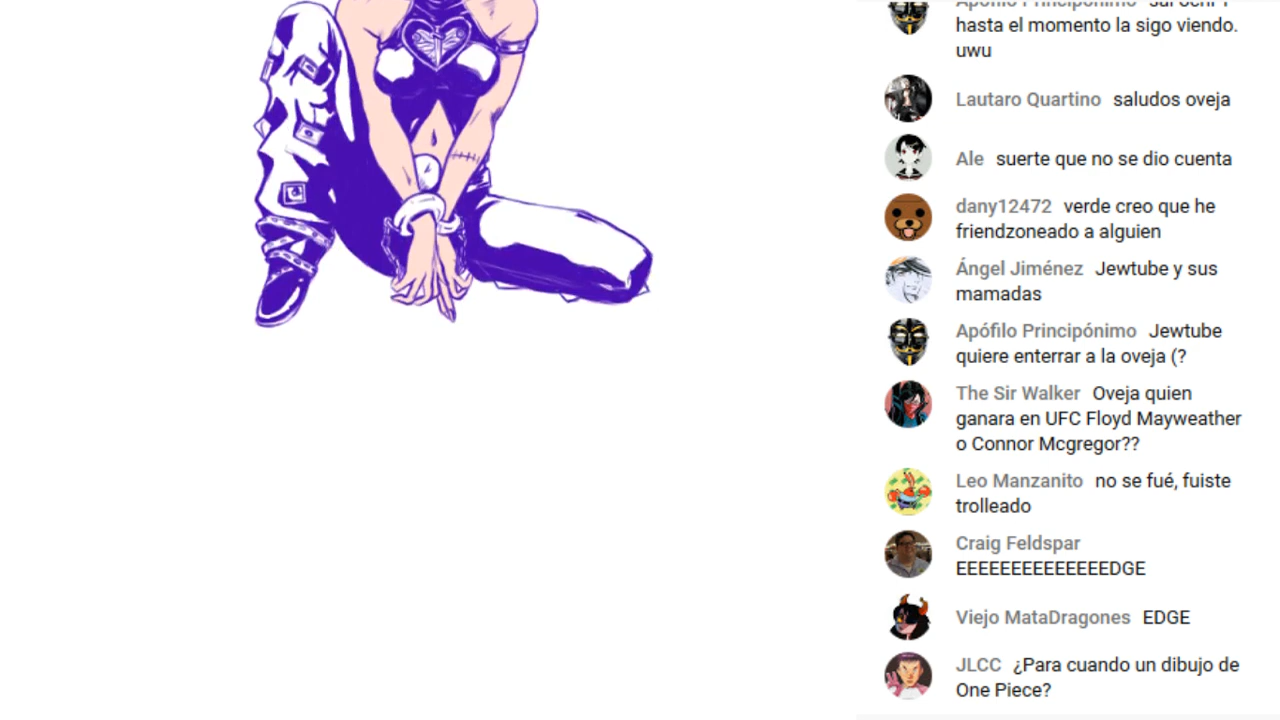 hasta el momento la sigo viendo.
uwu
Lautaro Quartino saludos oveja
Ale suerte que no se dio cuenta
dany12472 verde creo que he
friendzoneado a alguien
Ángel Jiménez Jewtube y sus
mamadas
Apófilo Principónimo Jewtube
quiere enterrar a la oveja (?
The Sir Walker Oveja quien
ganara en UFC Floyd Mayweather
o Connor Mcgregor??
Leo Manzanito no se fué, fuiste
trolleado
Craig Feldspar
EEEEEEEEEEEEEEDGE
Viejo MataDragones EDGE
JLCC ¿Para cuando un dibujo de
One Piece?